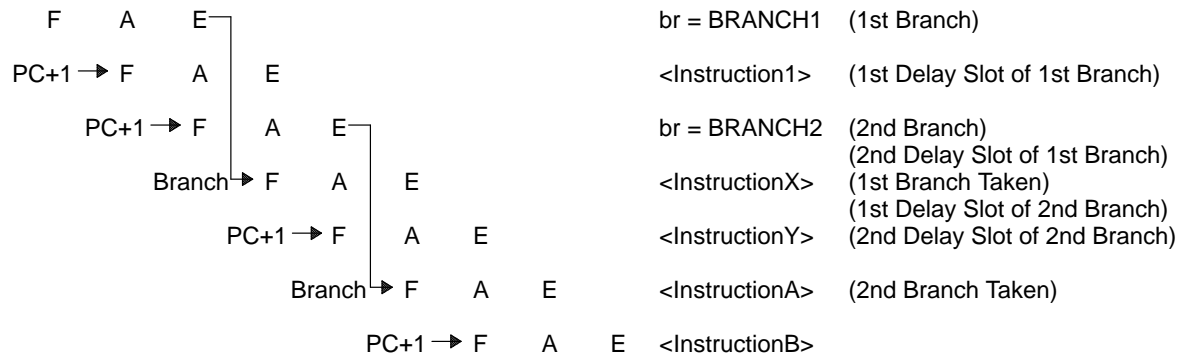 F A E br = BRANCH1 (1st Branch)
PC+1 F A E <Instruction1> (1st Delay Slot of 1st Branch)
PC+1 F A E br = BRANCH2 (2nd Branch)
(2nd Delay Slot of 1st Branch)
Branch F A E <InstructionX> (1st Branch Taken)
(1st Delay Slot of 2nd Branch)
PC+1 F A E <InstructionY> (2nd Delay Slot of 2nd Branch)
Branch F A E <InstructionA> (2nd Branch Taken)
PC+1 F A E <InstructionB>